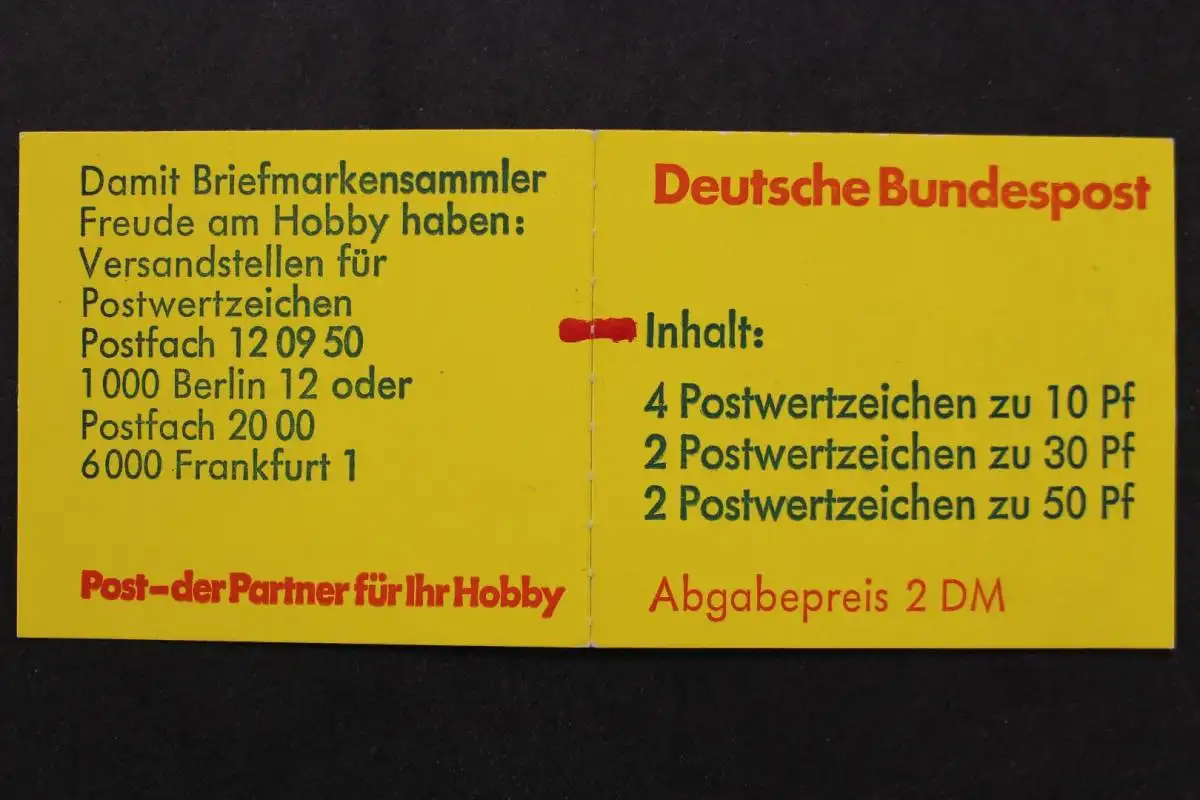 Damit Briefmarkensammler
Freude am Hobby haben:
Versandstellen für
Postwertzeichen
Postfach 12 09 50
1000 Berlin 12 oder
Postfach 20 00
6000 Frankfurt 1
Post-der Partner für Ihr Hobby
Deutsche Bundespost
Inhalt:
4 Postwertzeichen zu 10 Pf
2 Postwertzeichen zu 30 Pf
2 Postwertzeichen zu 50 Pf
Abgabepreis 2 DM